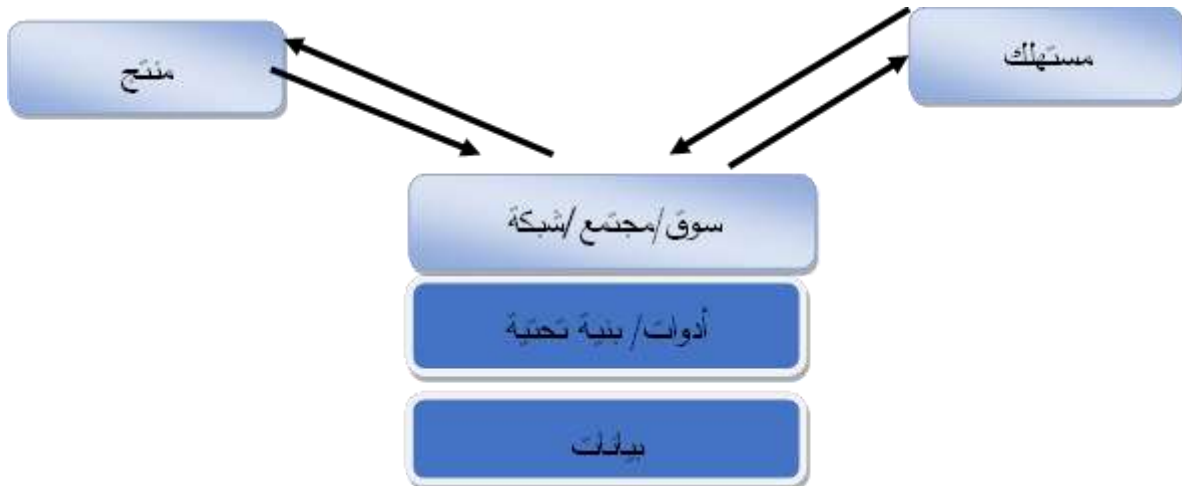 مستهلك
منتج
سوق/مجتمع/شبكة
أدوات/ بنية تحتية
بيانات